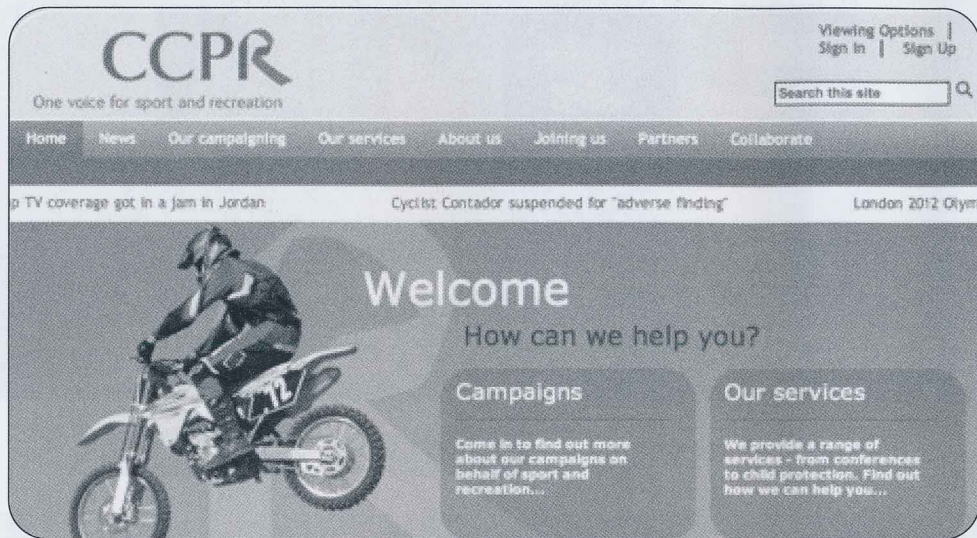 CCPR
One voice for sport and recreation
Viewing Options |
Sign In | Sign Up
Search this site
Home News Our campaigning Our services About us Joining us Partners Collaborate
p TV coverage got in a jam in Jordan Cyclist Contador suspended for "adverse finding" London 2012 Olym
Welcome
How can we help you?
Campaigns
Come in to find out more
about our campaigns on
behalf of sport and
recreation...
Our services
We provide a range of
services - from conferences
to child protection. Find out
how we can help you...
12